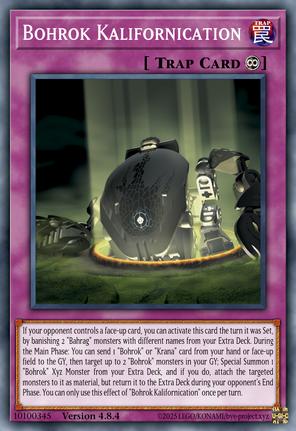 Bohrok Kalifornication
TRAP
罠
[ Trap Card ]
If your opponent controls a face-up card, you can activate this card the turn it was Set,
by banishing 2 "Bahrag" monsters with different names from your Extra Deck. During
the Main Phase: You can send 1 "Bohrok" or "Krana" card from your hand or face-up
field to the GY, then target up to 2 "Bohrok" monsters in your GY; Special Summon 1
"Bohrok" Xyz Monster from your Extra Deck, and if you do, attach the targeted
monsters to it as material, but return it to the Extra Deck during your opponent's End
Phase. You can only use this effect of "Bohrok Kalifornication" once per turn.
10100345 Version 4.8.4 ©2025 LEGO/KONAMI/bye-project.xyz